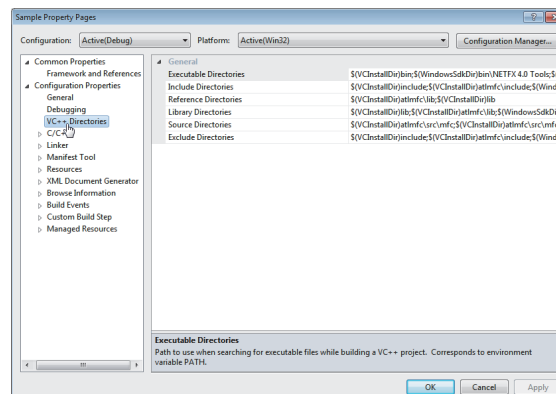 Sample Property Pages
Configuration: Active(Debug) Platform: Active(Win32) Configuration Manager...
Common Properties
Framework and References
Configuration Properties
General
Debugging
VC++ Directories
C/C++
Linker
Manifest Tool
Resources
XML Document Generator
Browse Information
Build Events
Custom Build Step
Managed Resources
General
Executable Directories $(VCInstallDir)bin;$(WindowsSdkDir)bin\NETFX 4.0 Tools;$(
Include Directories $(VCInstallDir)include;$(VCInstallDir)atlmfc\include;$(Wind
Reference Directories $(VCInstallDir)atlmfc\lib;$(VCInstallDir)lib
Library Directories $(VCInstallDir)lib;$(VCInstallDir)atlmfc\lib;$(WindowsSdkDi
Source Directories $(VCInstallDir)atlmfc\src\mfc;$(VCInstallDir)atlmfc\src\mfc
Exclude Directories $(VCInstallDir)include;$(VCInstallDir)atlmfc\include;$(Wind
Executable Directories
Path to use when searching for executable files while building a VC++ project. Corresponds to environment
variable PATH.
OK Cancel Apply